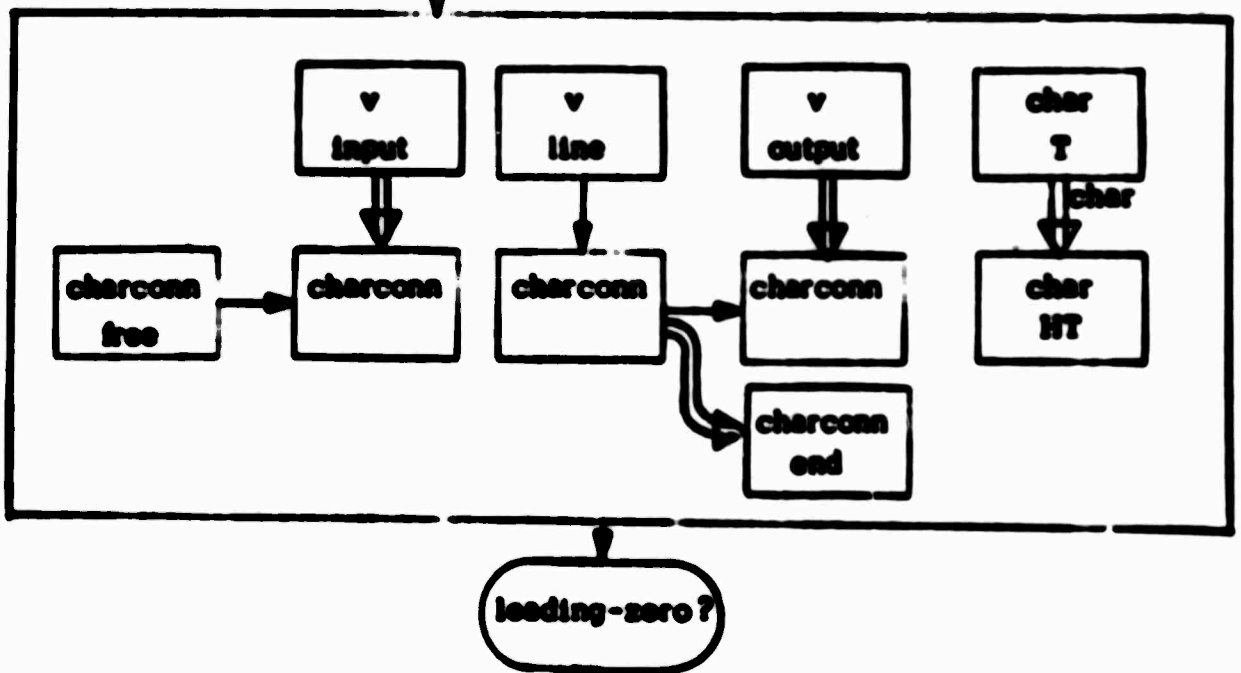 v
input
v
line
v
output
char
T
char
charconn
free
charconn
charconn
charconn
char
HT
charconn
end
leading-zero?